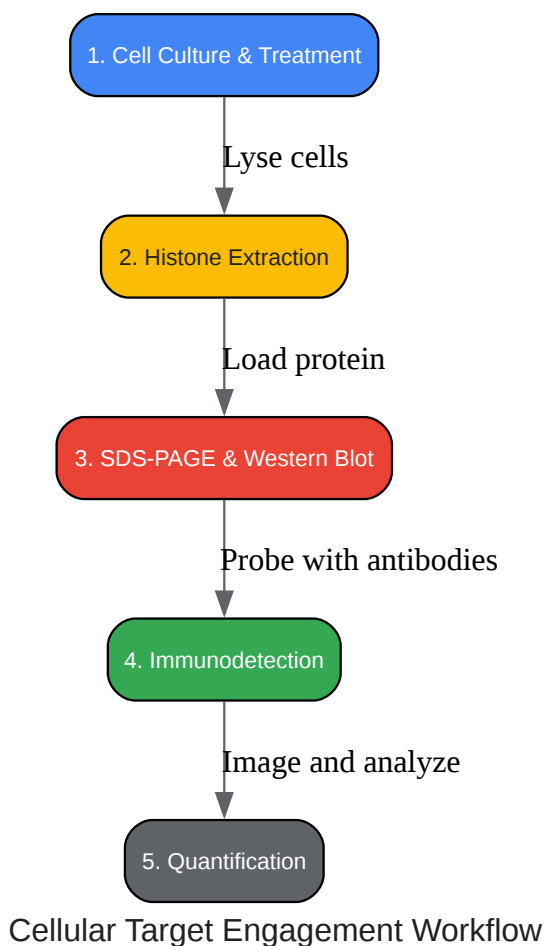 1. Cell Culture & Treatment
Lyse cells
2. Histone Extraction
Load protein
3. SDS-PAGE & Western Blot
Probe with antibodies
4. Immunodetection
Image and analyze
5. Quantification
Cellular Target Engagement Workflow